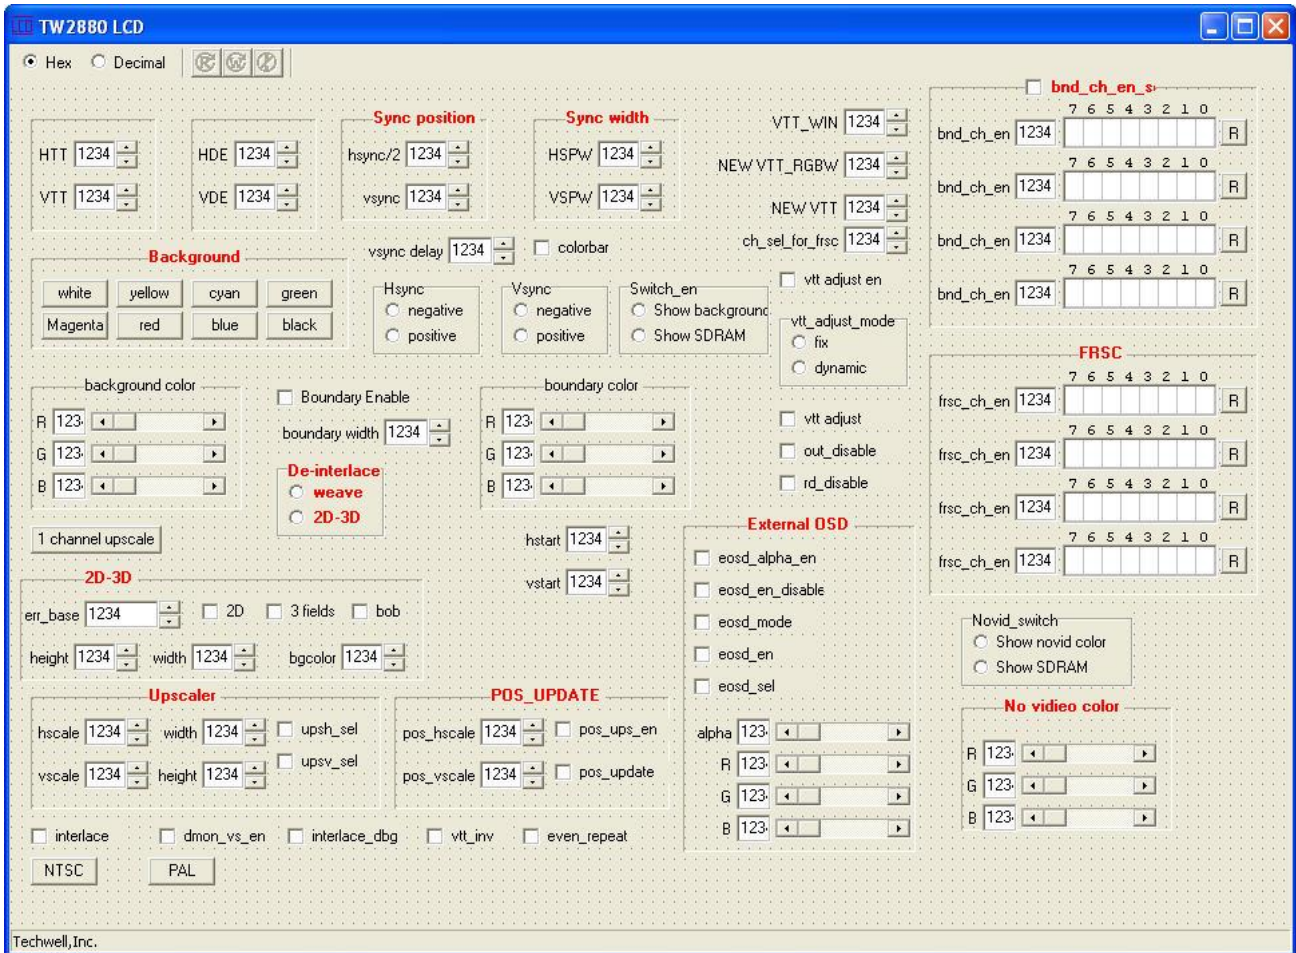 TW2880 LCD
Hex Decimal
Sync position
Sync width
HTT 1234
VTT 1234
HDE 1234
VDE 1234
hsync/2 1234
vsync 1234
HSPW 1234
VSPW 1234
VTT_WIN 1234
NEW VTT_RGBW 1234
NEW VTT 1234
ch_sel_for_frsc 1234
vsync delay 1234
colorbar
bnd_ch_en_s
7 6 5 4 3 2 1 0
bnd_ch_en 1234 R
7 6 5 4 3 2 1 0
bnd_ch_en 1234 R
7 6 5 4 3 2 1 0
bnd_ch_en 1234 R
7 6 5 4 3 2 1 0
bnd_ch_en 1234 R
Background
white yellow cyan green
Magenta red blue black
Hsync
negative
positive
Vsync
negative
positive
Switch_en
Show background
Show SDRAM
vtt adjust en
vtt_adjust_mode
fix
dynamic
vtt adjust
out_disable
rd_disable
FRSC
7 6 5 4 3 2 1 0
frsc_ch_en 1234 R
7 6 5 4 3 2 1 0
frsc_ch_en 1234 R
7 6 5 4 3 2 1 0
frsc_ch_en 1234 R
7 6 5 4 3 2 1 0
frsc_ch_en 1234 R
background color
R 123
G 123
B 123
Boundary Enable
boundary width 1234
De-interlace
weave
2D-3D
boundary color
R 123
G 123
B 123
1 channel upscale
hstart 1234
vstart 1234
2D-3D
err_base 1234 2D 3 fields bob
height 1234 width 1234 bgcolor 1234
External OSD
eosd_alpha_en
eosd_en_disable
eosd_mode
eosd_en
eosd_sel
alpha 123
R 123
G 123
B 123
Novid_switch
Show novid color
Show SDRAM
No vidieo color
R 123
G 123
B 123
Upscaler
hscale 1234 width 1234 upsh_sel
vscale 1234 height 1234 upsv_sel
POS_UPDATE
pos_hscale 1234 pos_ups_en
pos_vscale 1234 pos_update
interlace dmon_vs_en interlace_dbg vtt_inv even_repeat
NTSC PAL
Techwell,Inc.